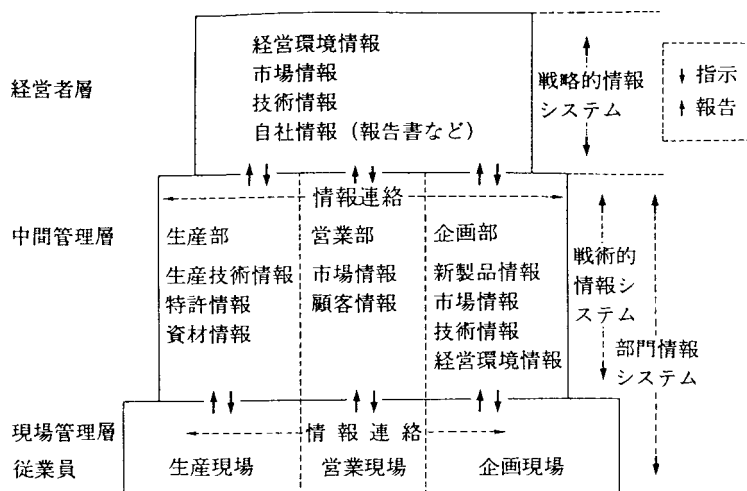 経営者層
経営環境情報
市場情報
技術情報
自社情報（報告書など）
戦略的情報
システム
↓指示
↑報告
情報連絡
中間管理層
生産部
生産技術情報
特許情報
資材情報
営業部
市場情報
顧客情報
企画部
新製品情報
市場情報
技術情報
経営環境情報
戦術的
情報シ
ステム
部門情報
システム
現場管理層
従業員
情報連絡
生産現場
営業現場
企画現場